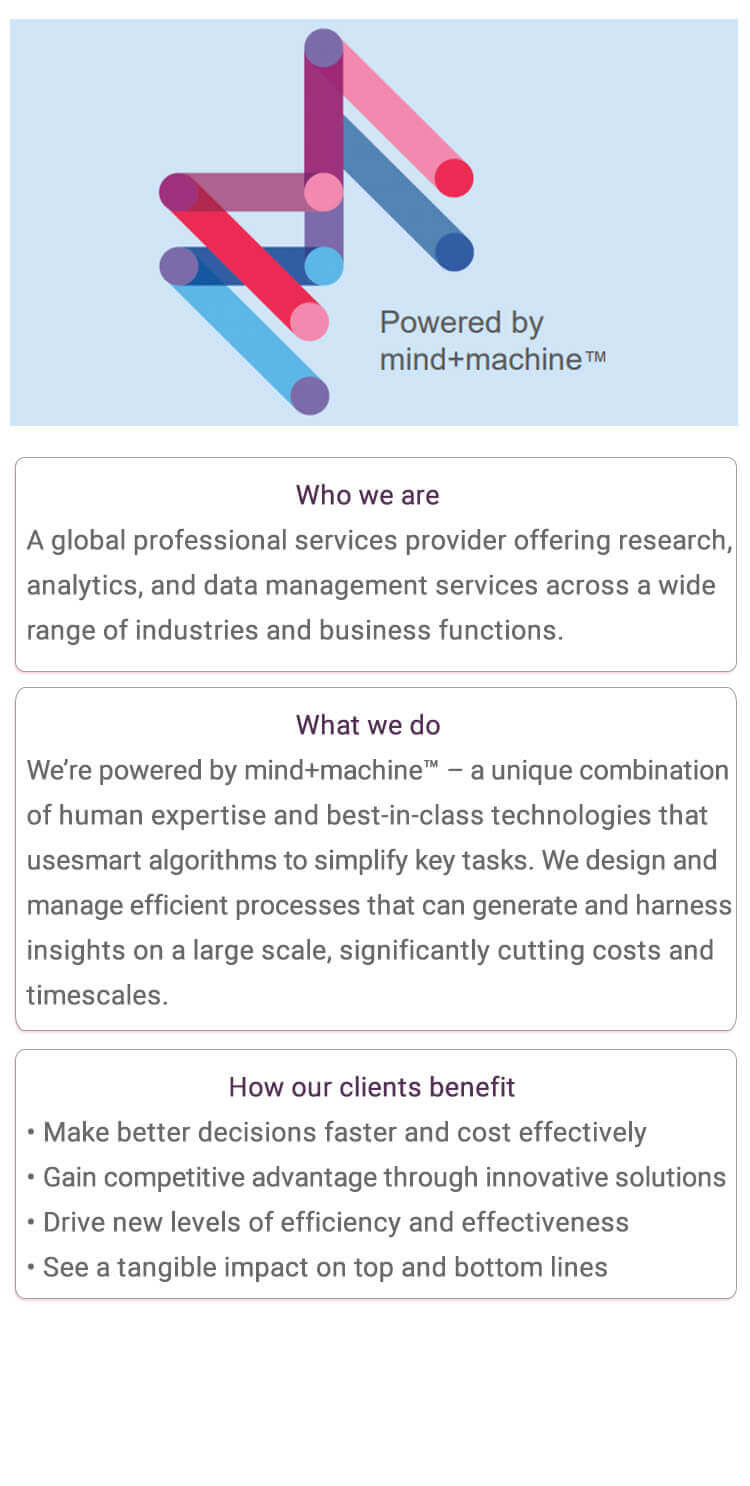 Powered by
mind+machine™
Who we are
A global professional services provider offering research,
analytics, and data management services across a wide
range of industries and business functions.
What we do
We’re powered by mind+machine™ – a unique combination
of human expertise and best-in-class technologies that
usesmart algorithms to simplify key tasks. We design and
manage efficient processes that can generate and harness
insights on a large scale, significantly cutting costs and
timescales.
How our clients benefit
• Make better decisions faster and cost effectively
• Gain competitive advantage through innovative solutions
• Drive new levels of efficiency and effectiveness
• See a tangible impact on top and bottom lines